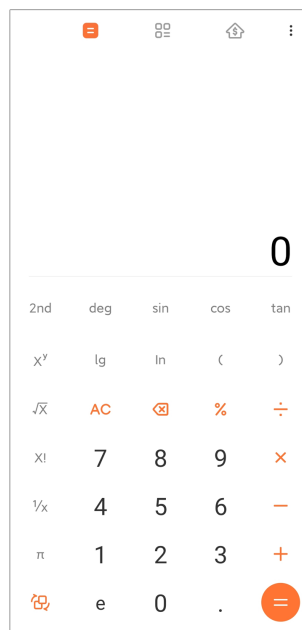 0
2nd deg sin cos tan
Xʸ lg ln ( )
√X AC % ÷
X! 7 8 9 ×
¹/x 4 5 6 −
π 1 2 3 +
e 0 . =